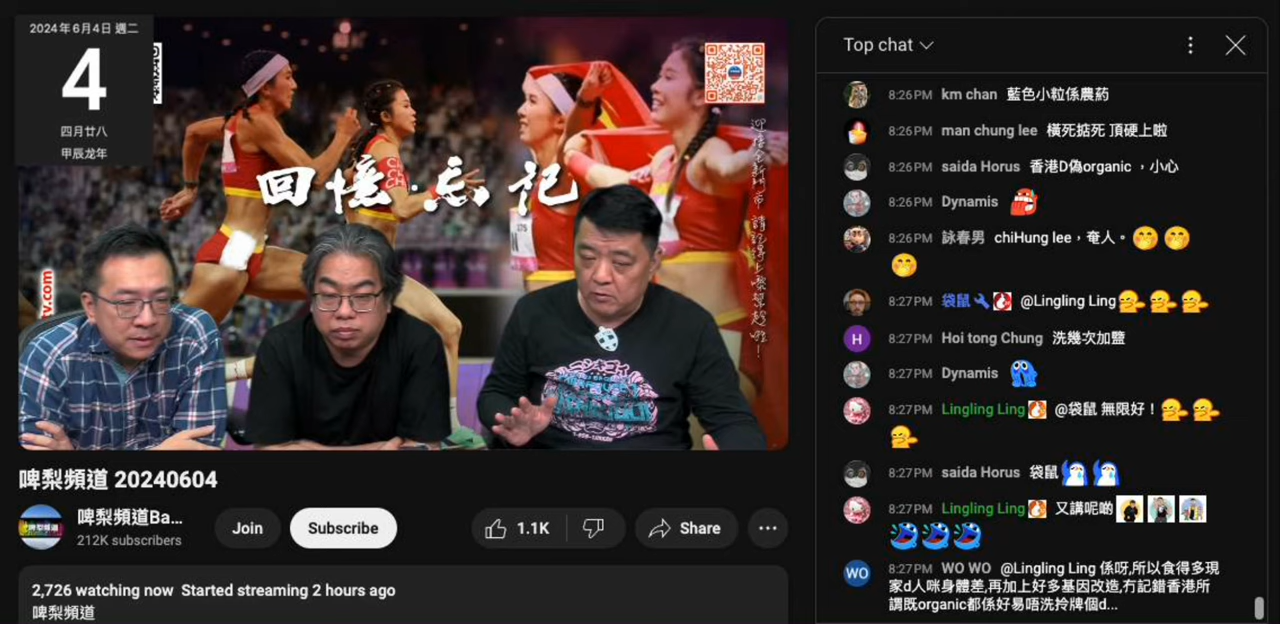 2024年6月4日 週二
4
四月廿八
甲辰龙年
回憶·忘記
tv.com
啤梨頻道 20240604
啤梨頻道Ba...
212K subscribers
Join
Subscribe
1.1K
Share
2,726 watching now Started streaming 2 hours ago
啤梨頻道
Top chat
8:26 PM km chan 藍色小粒係農葯
8:26 PM man chung lee 橫死掂死 頂硬上啦
8:26 PM saida Horus 香港D偽organic ，小心
8:26 PM Dynamis
8:26 PM 詠春男 chiHung lee，奄人。
8:27 PM 袋鼠 @Lingling Ling
H
8:27 PM Hoi tong Chung 洗幾次加鹽
8:27 PM Dynamis
8:27 PM Lingling Ling @袋鼠 無限好！
8:27 PM saida Horus 袋鼠
8:27 PM Lingling Ling 又講呢啲
WO
8:27 PM WO WO @Lingling Ling 係呀,所以食得多現
家d人咪身體差,再加上好多基因改造,冇記錯香港所
謂既organic都係好易唔洗拎牌個d...